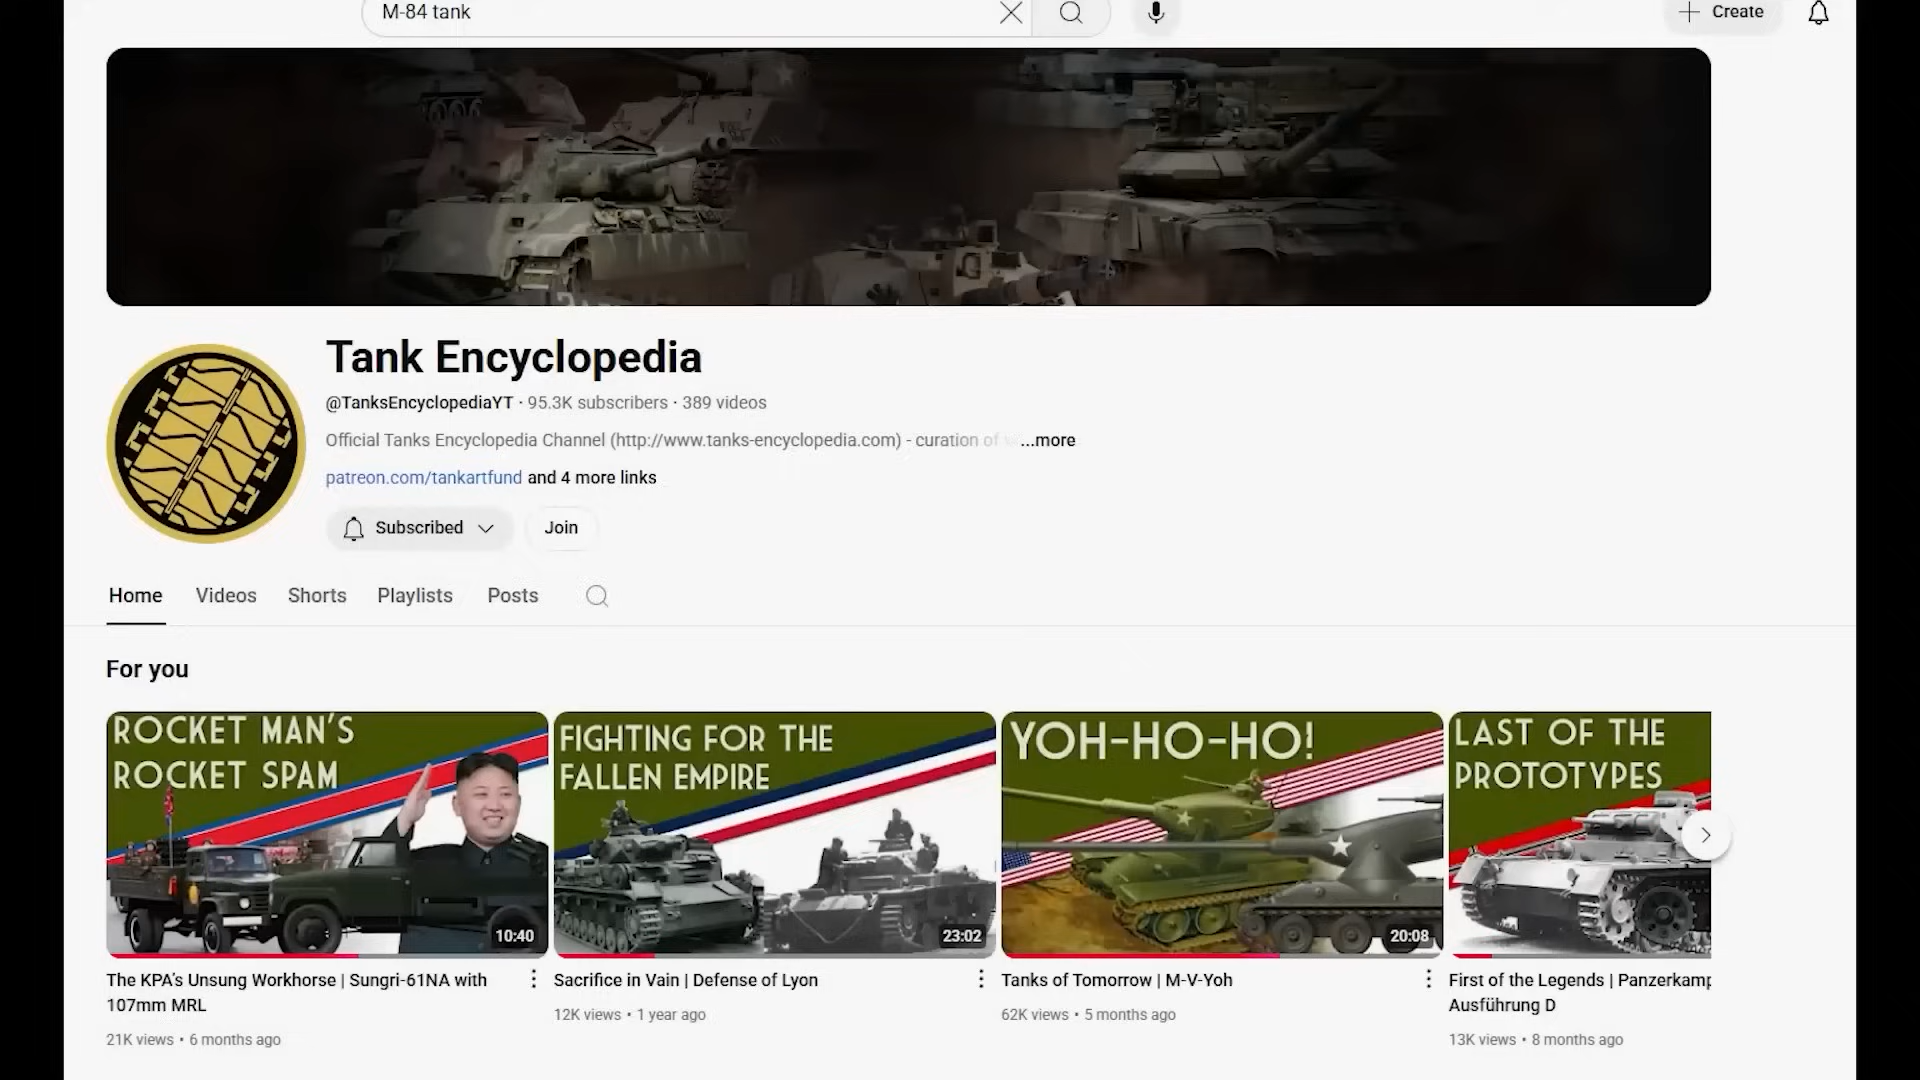 M-84 tank
Create
Tank Encyclopedia
@TanksEncyclopediaYT · 95.3K subscribers · 389 videos
Official Tanks Encyclopedia Channel (http://www.tanks-encyclopedia.com) - curation of ...more
patreon.com/tankartfund and 4 more links
Subscribed
Join
Home Videos Shorts Playlists Posts
For you
ROCKET MAN'S
ROCKET SPAM
10:40
FIGHTING FOR THE
FALLEN EMPIRE
23:02
YOH-HO-HO!
20:08
LAST OF THE
PROTOTYPES
The KPA's Unsung Workhorse | Sungri-61NA with
107mm MRL
21K views • 6 months ago
Sacrifice in Vain | Defense of Lyon
12K views • 1 year ago
Tanks of Tomorrow | M-V-Yoh
62K views • 5 months ago
First of the Legends | Panzerkamp
Ausführung D
13K views • 8 months ago